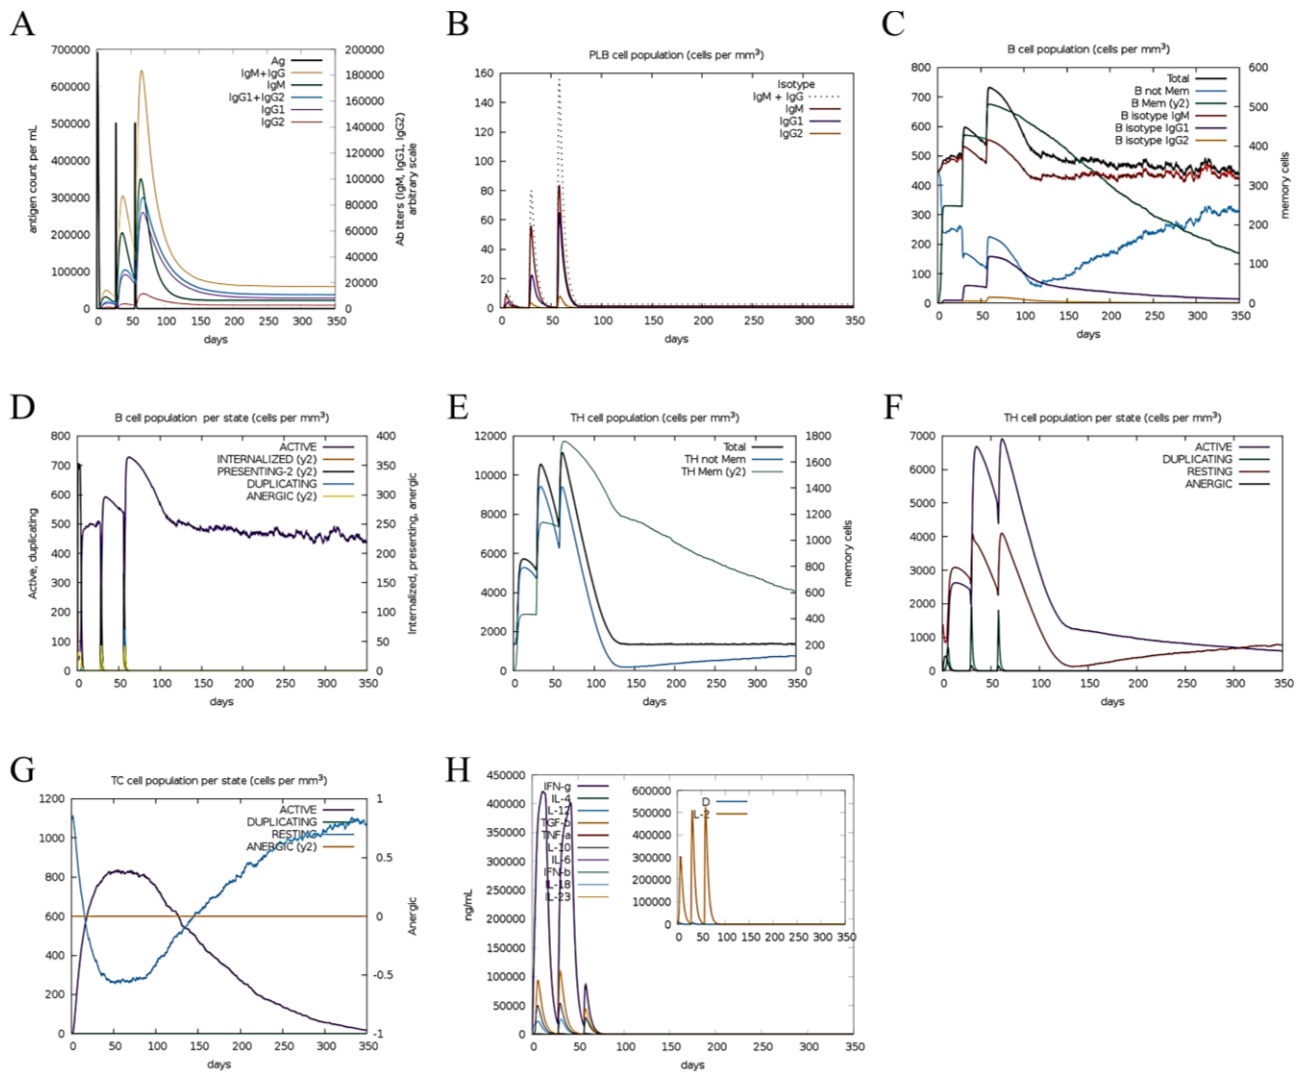 A
700000
600000
500000
400000
300000
200000
100000
0
antigen count per mL
Ag
IgM+IgG
IgM
IgG1+IgG2
IgG1
IgG2
200000
180000
160000
140000
120000
100000
80000
60000
40000
20000
0
Ab titers (IgM, IgG1, IgG2)
arbitrary scale
0 50 100 150 200 250 300 350
days
B
PLB cell population (cells per mm³)
160
140
120
100
80
60
40
20
0
Isotype
IgM + IgG
IgM
IgG1
IgG2
0 50 100 150 200 250 300 350
days
C
B cell population (cells per mm³)
800
700
600
500
400
300
200
100
0
Total
B not Mem
B Mem (y2)
B isotype IgM
B isotype IgG1
B isotype IgG2
600
500
400
300
200
100
0
memory cells
0 50 100 150 200 250 300 350
days
D
B cell population per state (cells per mm³)
800
700
600
500
400
300
200
100
0
Active, duplicating
ACTIVE
INTERNALIZED (y2)
PRESENTING-2 (y2)
DUPLICATING
ANERGIC (y2)
400
350
300
250
200
150
100
50
0
Internalized, presenting, anergic
0 50 100 150 200 250 300 350
days
E
TH cell population (cells per mm³)
12000
10000
8000
6000
4000
2000
0
Total
TH not Mem
TH Mem (y2)
1800
1600
1400
1200
1000
800
600
400
200
0
memory cells
0 50 100 150 200 250 300 350
days
F
TH cell population per state (cells per mm³)
7000
6000
5000
4000
3000
2000
1000
0
ACTIVE
DUPLICATING
RESTING
ANERGIC
0 50 100 150 200 250 300 350
days
G
TC cell population per state (cells per mm³)
1200
1000
800
600
400
200
0
ACTIVE
DUPLICATING
RESTING
ANERGIC (y2)
1
0.5
0
-0.5
-1
Anergic
0 50 100 150 200 250 300 350
days
H
450000
400000
350000
300000
250000
200000
150000
100000
50000
0
ng/mL
IFN-g
IL-4
IL-12
TGF-b
TNF-a
IL-10
IL-6
IFN-b
IL-18
IL-23
600000
500000
400000
300000
200000
100000
0
D
IL-2
0 50 100 150 200 250 300 350
0 50 100 150 200 250 300 350
days